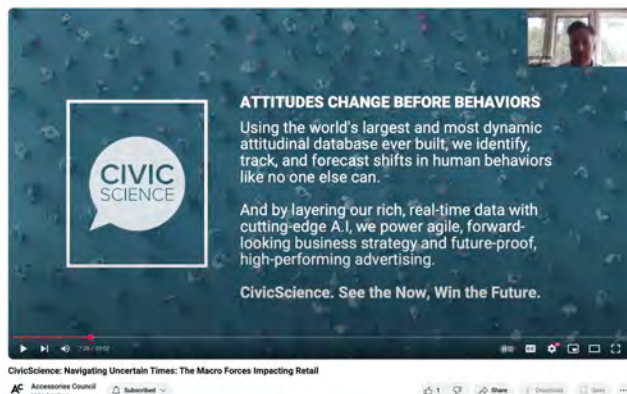 ATTITUDES CHANGE BEFORE BEHAVIORS
Using the world's largest and most dynamic
attitudinal database ever built, we identify,
track, and forecast shifts in human behaviors
like no one else can.
And by layering our rich, real-time data with
cutting-edge A.I, we power agile, forward-
looking business strategy and future-proof,
high-performing advertising.
CivicScience. See the Now, Win the Future.
CIVIC
SCIENCE
CivicScience: Navigating Uncertain Times: The Macro Forces Impacting Retail
AC
Accessories Council
Subscribed
1
Share
Download
Save